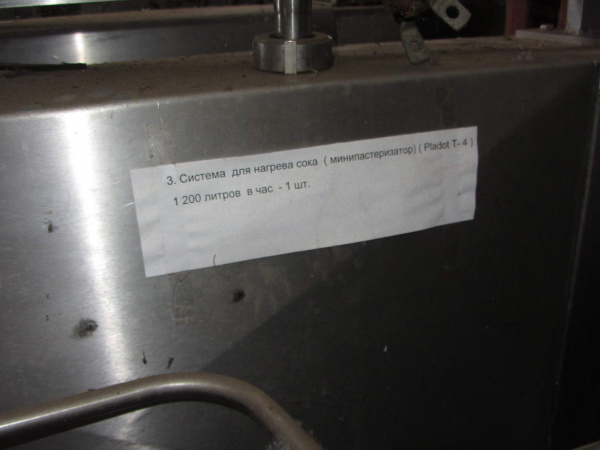 3. Система для нагрева сока ( минипастеризатор) ( Pladot T- 4 )
1 200 литров в час - 1 шт.